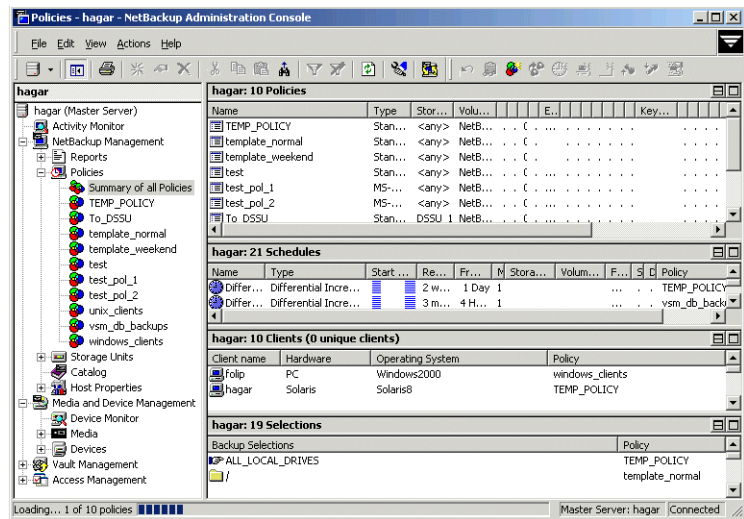 Policies - hagar - NetBackup Administration Console
File Edit View Actions Help
hagar
hagar (Master Server)
Activity Monitor
NetBackup Management
Reports
Policies
Summary of all Policies
TEMP_POLICY
To_DSSU
template_normal
template_weekend
test
test_pol_1
test_pol_2
unix_clients
vsm_db_backups
windows_clients
Storage Units
Catalog
Host Properties
Media and Device Management
Device Monitor
Media
Devices
Vault Management
Access Management
hagar: 10 Policies
Name Type Stor... Volu... E... Key...
TEMP_POLICY Stan... <any> NetB...
template_normal Stan... <any> NetB...
template_weekend Stan... <any> NetB...
test Stan... <any> NetB...
test_pol_1 MS-... <any> NetB...
test_pol_2 MS-... <any> NetB...
To_DSSU Stan... DSSU_1 NetB...
hagar: 21 Schedules
Name Type Start ... Re... Fr... M Stora... Volum... F... S D Policy
Differ... Differential Incre... 2 w... 1 Day 1 ... . . TEMP_POLICY
Differ... Differential Incre... 3 m... 4 H... 1 ... . . vsm_db_back
hagar: 10 Clients (0 unique clients)
Client name Hardware Operating System Policy
folip PC Windows2000 windows_clients
hagar Solaris Solaris8 TEMP_POLICY
hagar: 19 Selections
Backup Selections Policy
ALL_LOCAL_DRIVES TEMP_POLICY
/ template_normal
Loading... 1 of 10 policies Master Server: hagar Connected